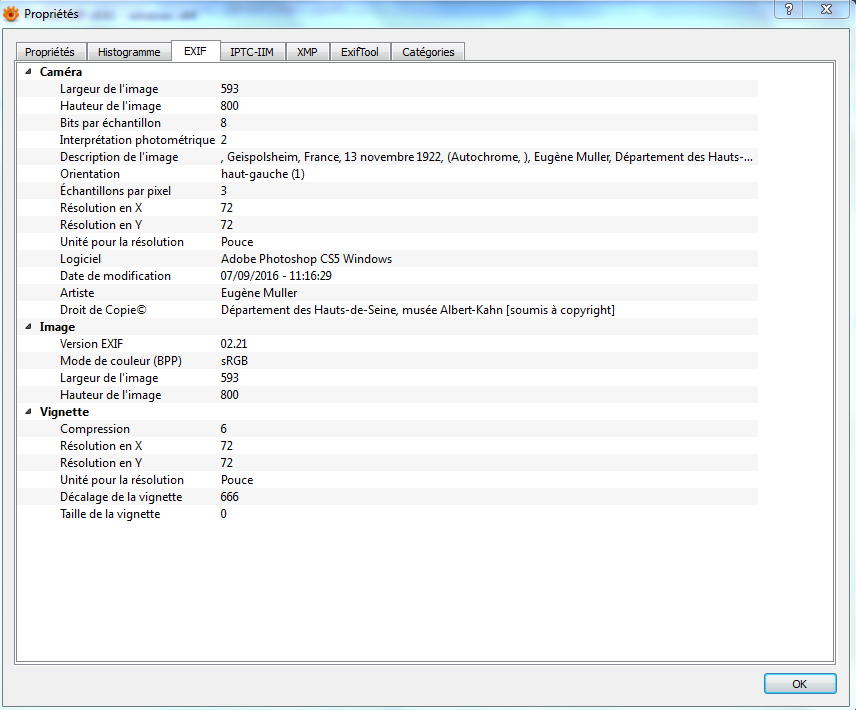 Propriétés
?
Propriétés Histogramme EXIF IPTC-IIM XMP ExifTool Catégories
Caméra
Largeur de l'image 593
Hauteur de l'image 800
Bits par échantillon 8
Interprétation photométrique 2
Description de l'image , Geispolsheim, France, 13 novembre 1922, (Autochrome, ), Eugène Muller, Département des Hauts-...
Orientation haut-gauche (1)
Échantillons par pixel 3
Résolution en X 72
Résolution en Y 72
Unité pour la résolution Pouce
Logiciel Adobe Photoshop CS5 Windows
Date de modification 07/09/2016 - 11:16:29
Artiste Eugène Muller
Droit de Copie© Département des Hauts-de-Seine, musée Albert-Kahn [soumis à copyright]
Image
Version EXIF 02.21
Mode de couleur (BPP) sRGB
Largeur de l'image 593
Hauteur de l'image 800
Vignette
Compression 6
Résolution en X 72
Résolution en Y 72
Unité pour la résolution Pouce
Décalage de la vignette 666
Taille de la vignette 0
OK